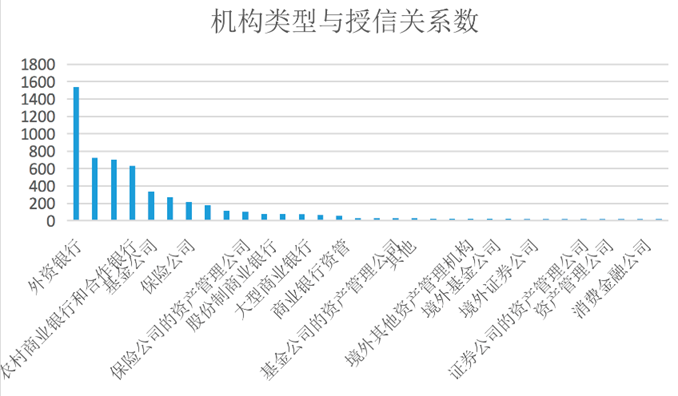 机构类型与授信关系数
1800
1600
1400
1200
1000
800
600
400
200
0
外资银行
农村商业银行和合作银行
基金公司
保险公司
保险公司的资产管理公司
股份制商业银行
大型商业银行
商业银行资管
基金公司的资产管理公司
其他
境外其他资产管理机构
境外基金公司
境外证券公司
证券公司的资产管理公司
资产管理公司
消费金融公司